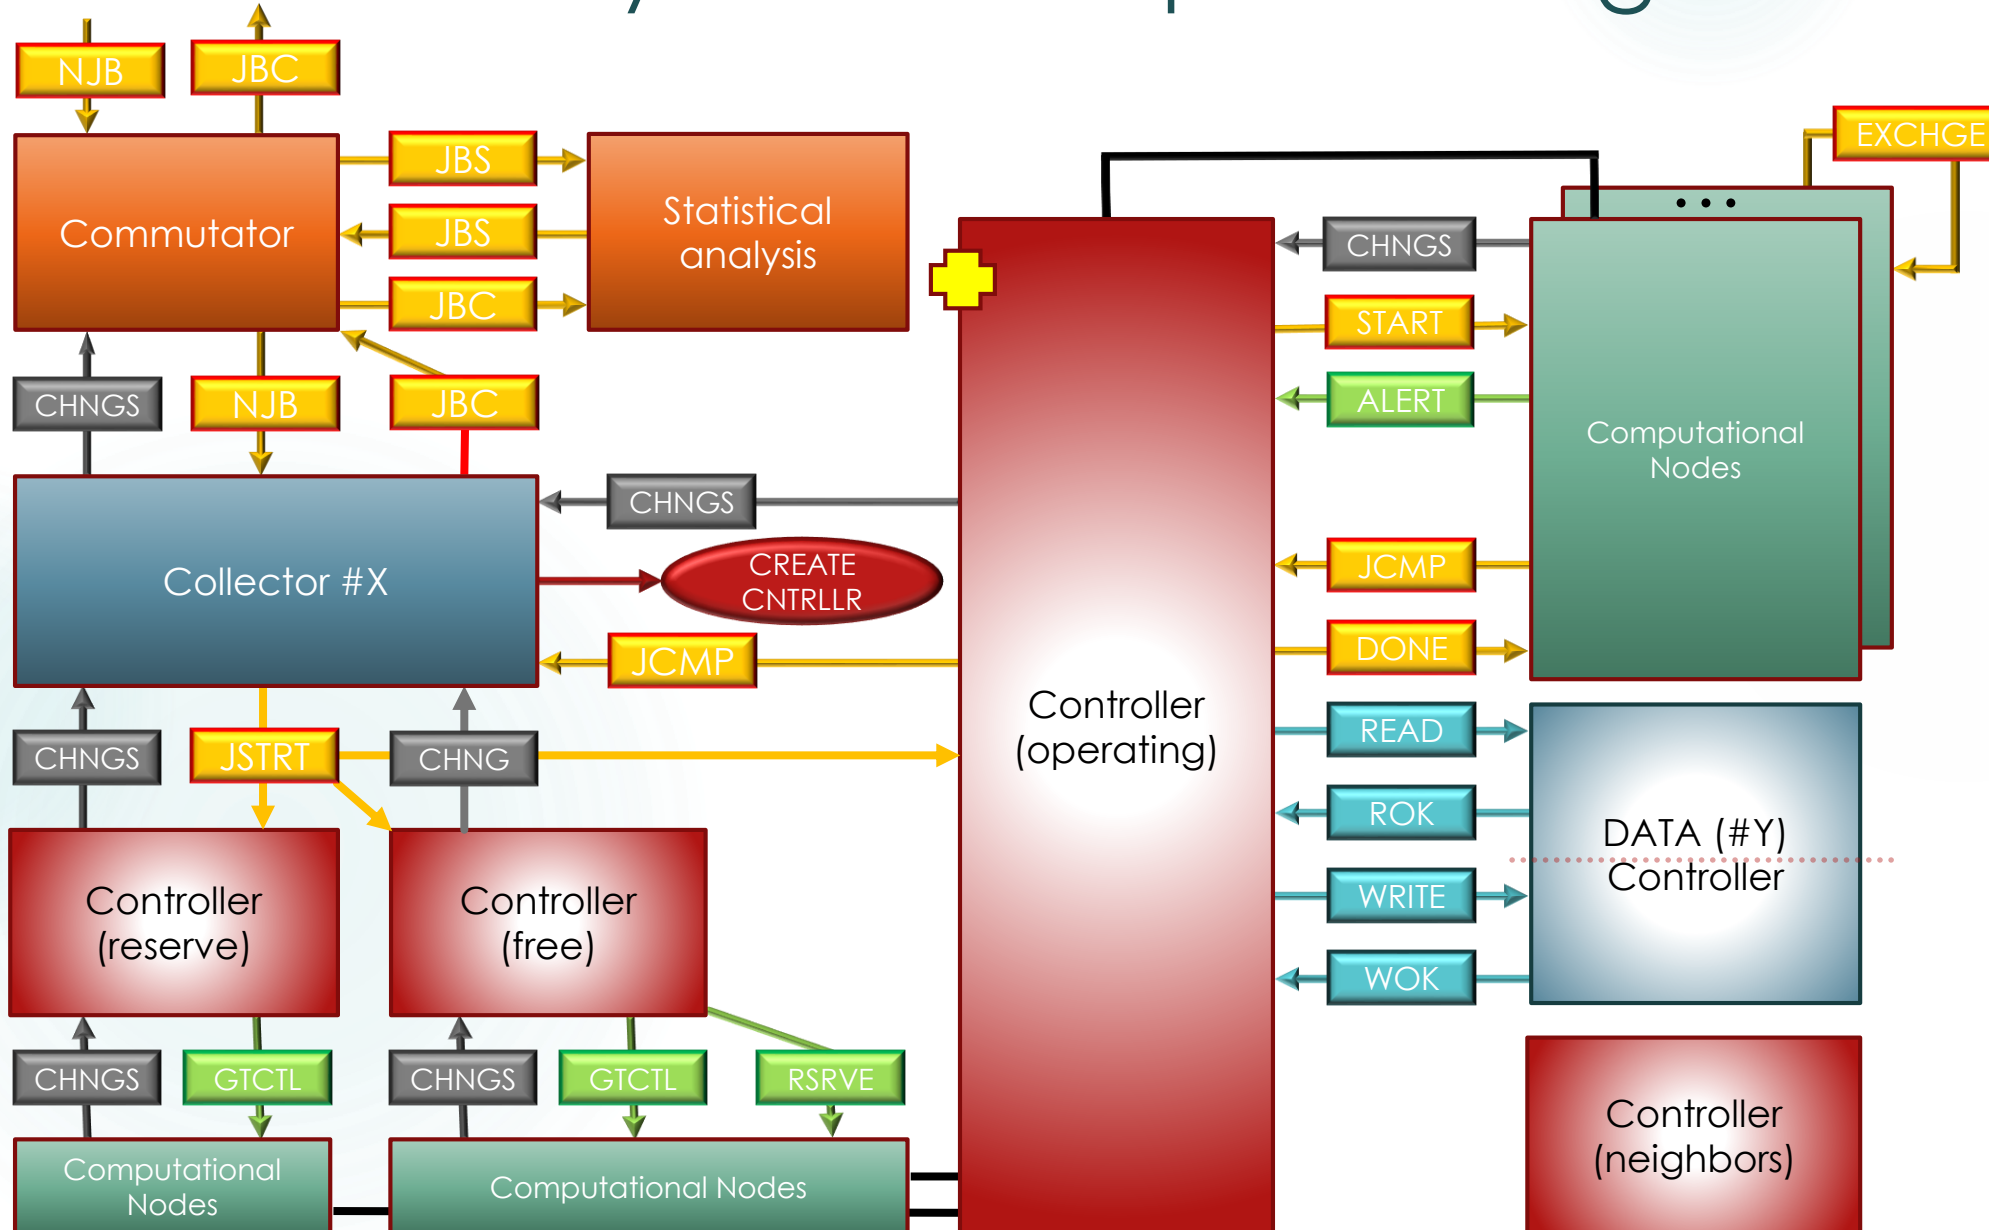 NJB
JBC
EXCHGE
Commutator
JBS
JBS
JBC
Statistical
analysis
CHNGS
START
ALERT
Computational
Nodes
JCMP
DONE
CHNGS
NJB
JBC
CHNGS
Collector #X
CREATE
CNTRLLR
JCMP
Controller
(operating)
READ
ROK
WRITE
WOK
DATA (#Y)
Controller
CHNGS
JSTRT
CHNG
Controller
(reserve)
Controller
(free)
CHNGS
GTCTL
CHNGS
GTCTL
RSRVE
Computational
Nodes
Computational Nodes
Controller
(neighbors)